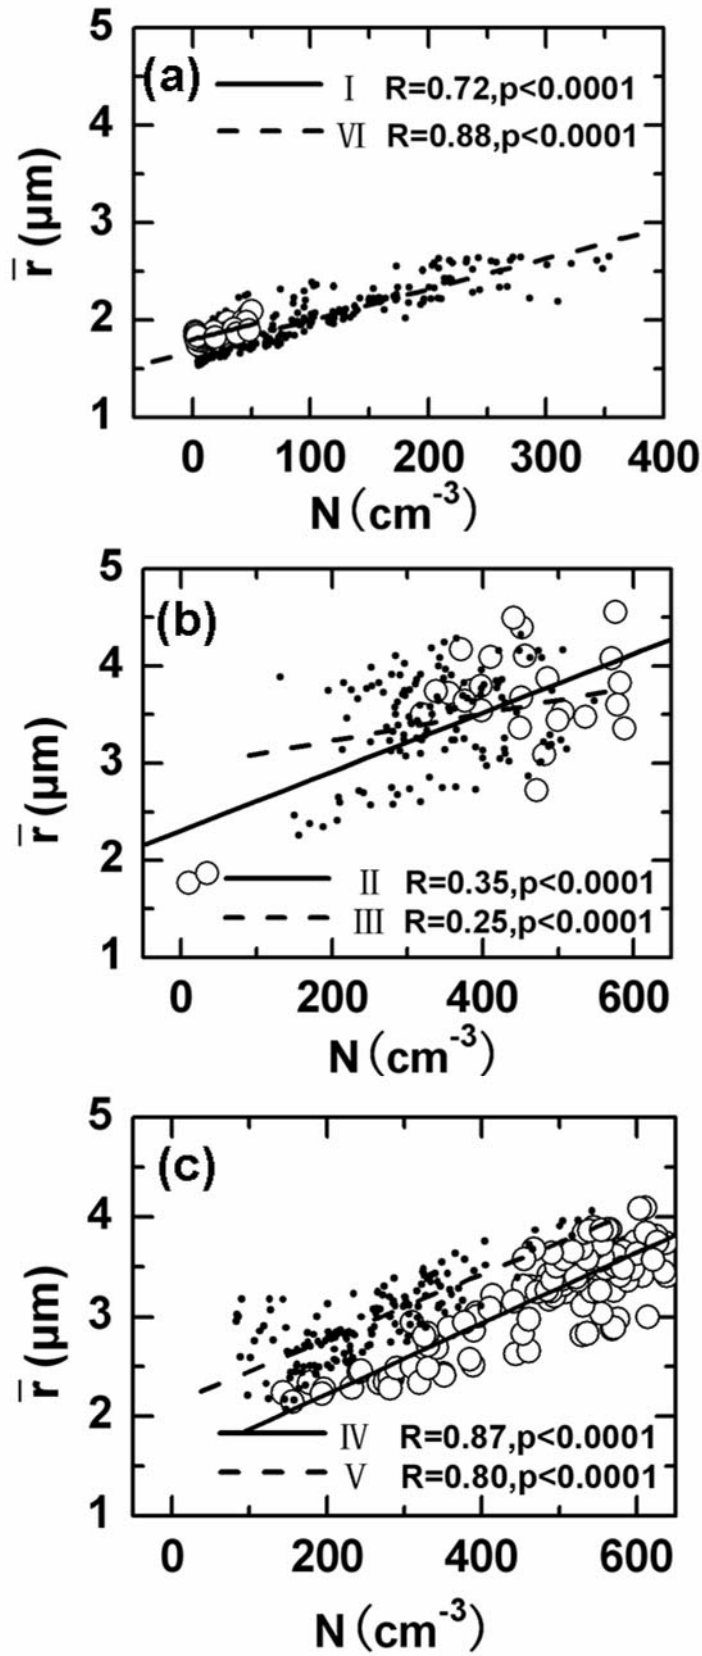 5
(a)
I R=0.72,p<0.0001
4
VI R=0.88,p<0.0001
r̅ (μm)
3
2
1
0 100 200 300 400
N (cm⁻³)
5
(b)
4
r̅ (μm)
3
2
II R=0.35,p<0.0001
III R=0.25,p<0.0001
1
0 200 400 600
N (cm⁻³)
5
(c)
4
r̅ (μm)
3
2
IV R=0.87,p<0.0001
V R=0.80,p<0.0001
1
0 200 400 600
N (cm⁻³)